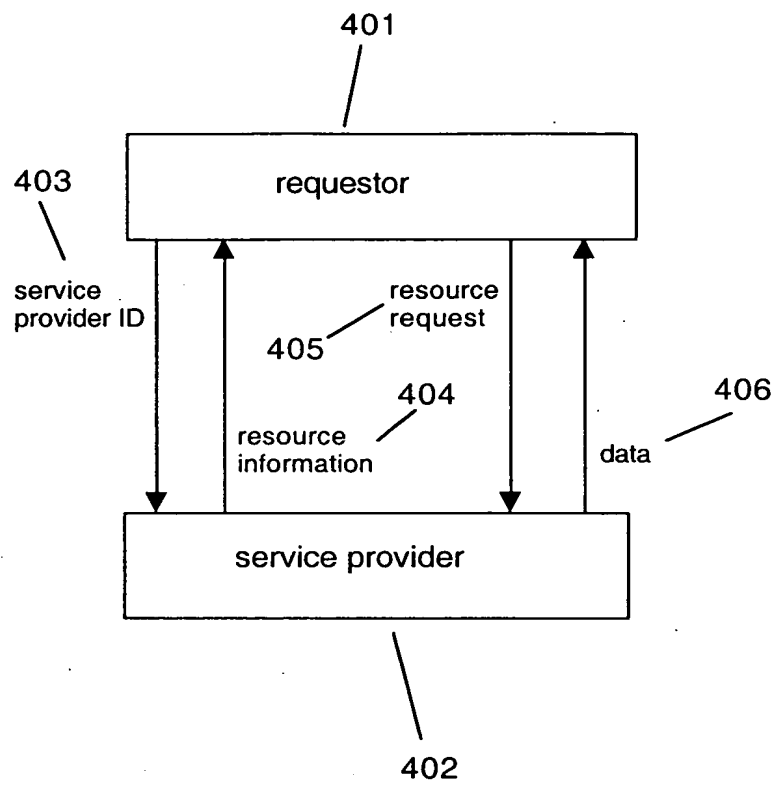 401
requestor
403
service
provider ID
resource
request
405
404
406
resource
information
data
service provider
402